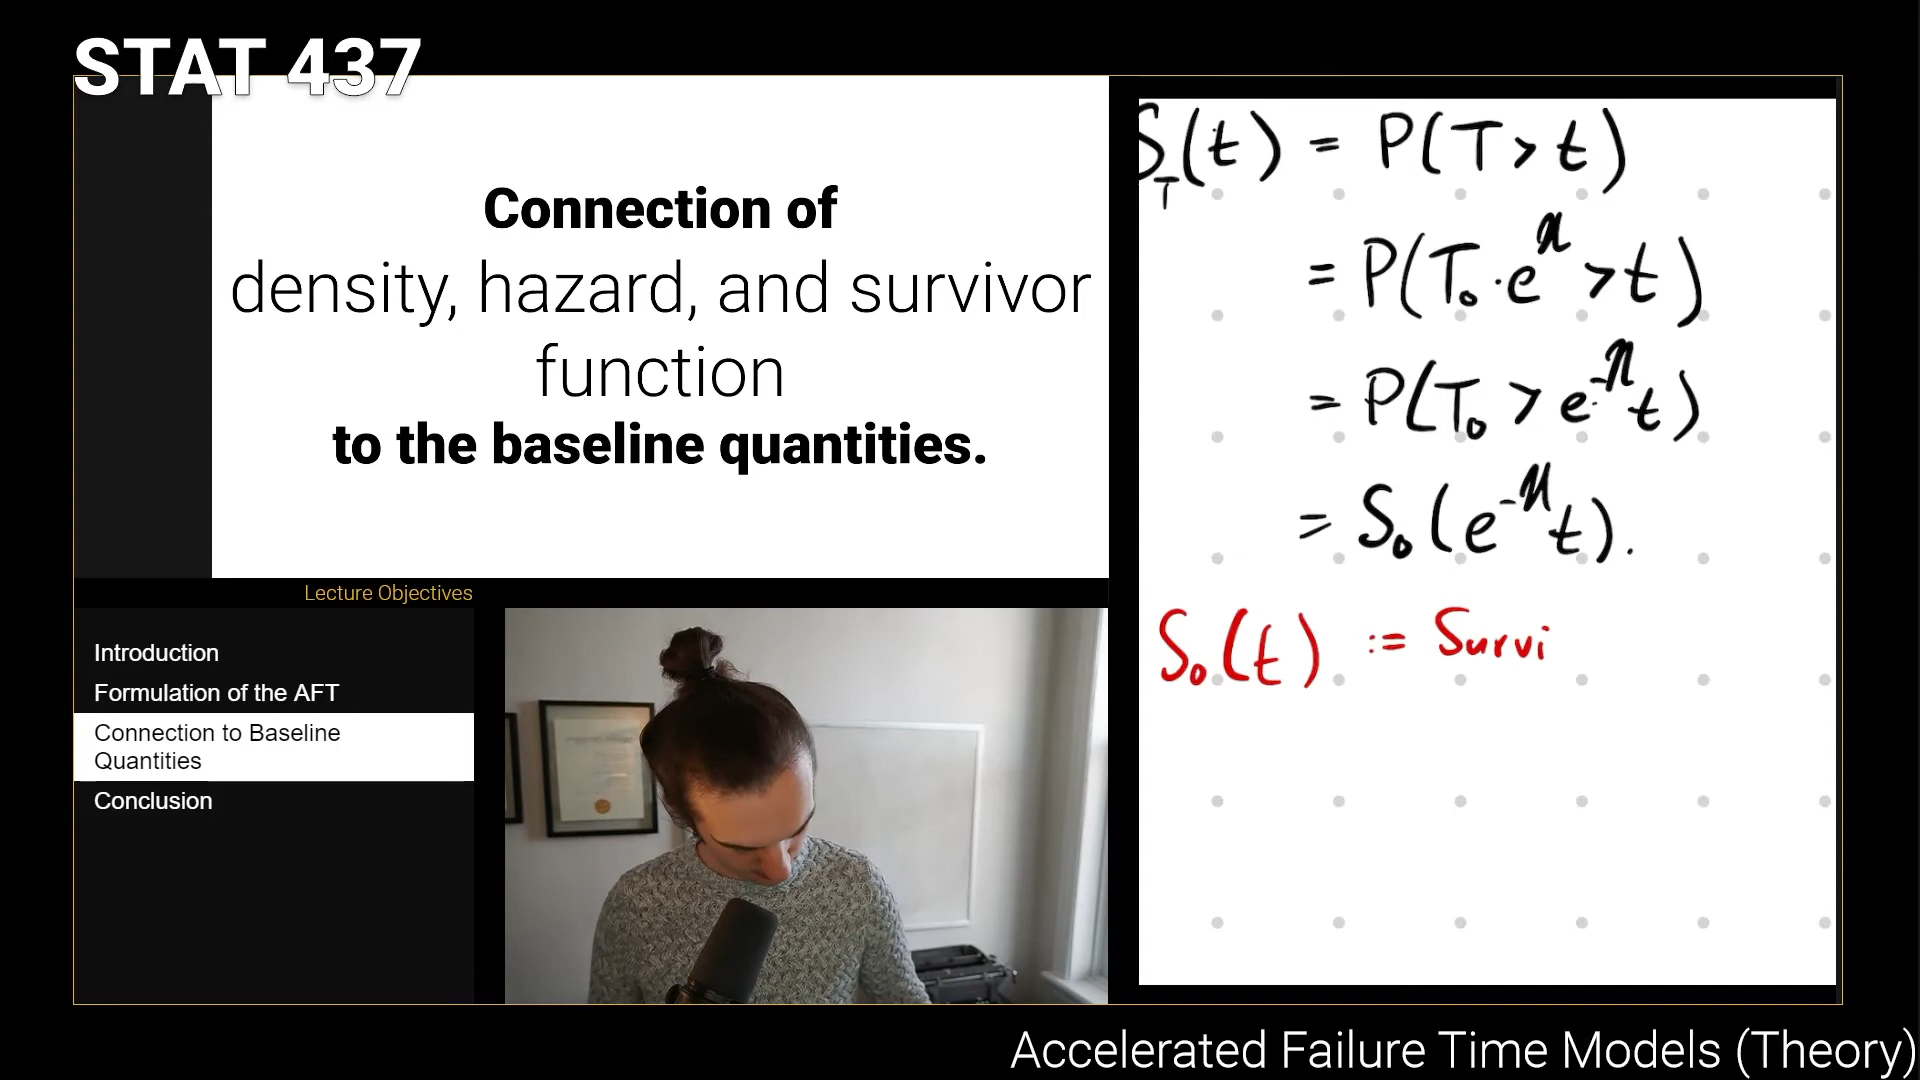 STAT 437
Connection of
density, hazard, and survivor
function
to the baseline quantities.
Lecture Objectives
Introduction
Formulation of the AFT
Connection to Baseline
Quantities
Conclusion
S_T(t) = P(T > t)
= P(T₀ · e^η > t)
= P(T₀ > e^-η t)
= S₀(e^-η t).
S₀(t) := Survi
Accelerated Failure Time Models (Theory)